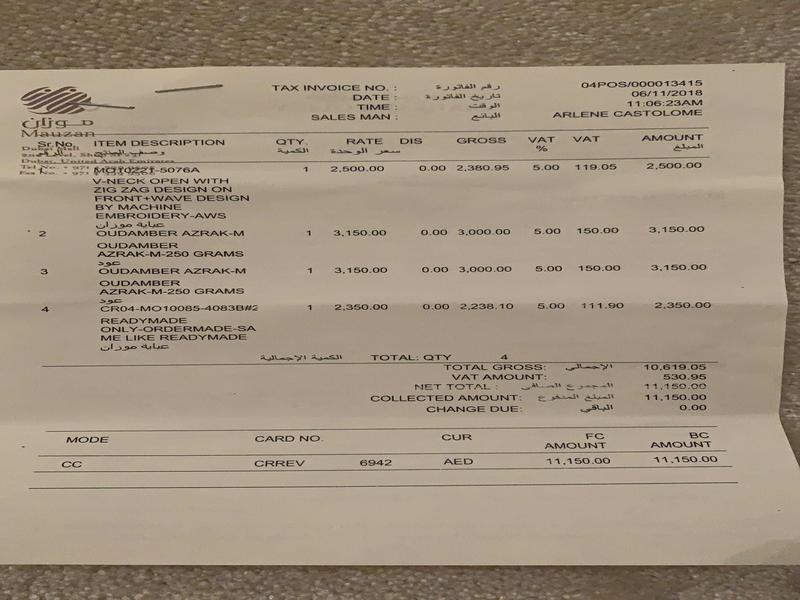 موزان
Mauzan
TAX INVOICE NO. : رقم الفاتورة 04POS/000013415
DATE : تاريخ الفاتورة 06/11/2018
TIME : الوقت 11:06:23AM
SALES MAN : البائع ARLENE CASTOLOME
Sr.No. ITEM DESCRIPTION QTY. RATE DIS GROSS VAT % VAT AMOUNT
الكمية سعر الوحدة المبلغ
Dubai, United Arab Emirates
MO10221-5076A 1 2,500.00 0.00 2,380.95 5.00 119.05 2,500.00
V-NECK OPEN WITH
ZIG ZAG DESIGN ON
FRONT+WAVE DESIGN
BY MACHINE
EMBROIDERY-AWS
عباية موزان
2 OUDAMBER AZRAK-M 1 3,150.00 0.00 3,000.00 5.00 150.00 3,150.00
OUDAMBER
AZRAK-M-250 GRAMS
عود
3 OUDAMBER AZRAK-M 1 3,150.00 0.00 3,000.00 5.00 150.00 3,150.00
OUDAMBER
AZRAK-M-250 GRAMS
عود
4 CR04-MO10085-4083B#2 1 2,350.00 0.00 2,238.10 5.00 111.90 2,350.00
READYMADE
ONLY-ORDERMADE-SA
ME LIKE READYMADE
عباية موزان
الكمية الإجمالية TOTAL: QTY 4
TOTAL GROSS: الإجمالي 10,619.05
VAT AMOUNT: 530.95
NET TOTAL : المجموع الصافي 11,150.00
COLLECTED AMOUNT: المبلغ المدفوع 11,150.00
CHANGE DUE: الباقي 0.00
MODE CARD NO. CUR FC AMOUNT BC AMOUNT
CC CRREV 6942 AED 11,150.00 11,150.00